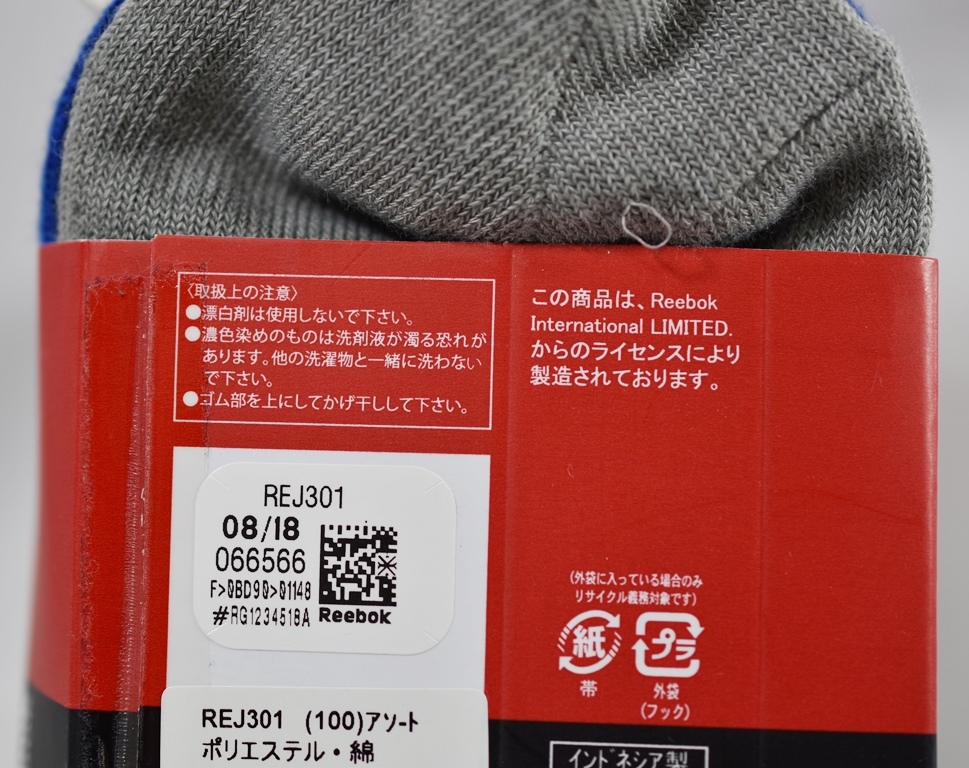 〈取扱上の注意〉
●漂白剤は使用しないで下さい。
●濃色染めのものは洗剤液が濁る恐れが
あります。他の洗濯物と一緒に洗わない
で下さい。
●ゴム部を上にしてかげ干しして下さい。
この商品は、Reebok
International LIMITED.
からのライセンスにより
製造されております。
REJ301
08/18
066566
F>0BD90>01148
#RG1234518A
Reebok
(外袋に入っている場合のみ
リサイクル義務対象です)
紙
プラ
帯
外袋
(フック)
REJ301 (100)アソート
ポリエステル・綿
インドネシア製